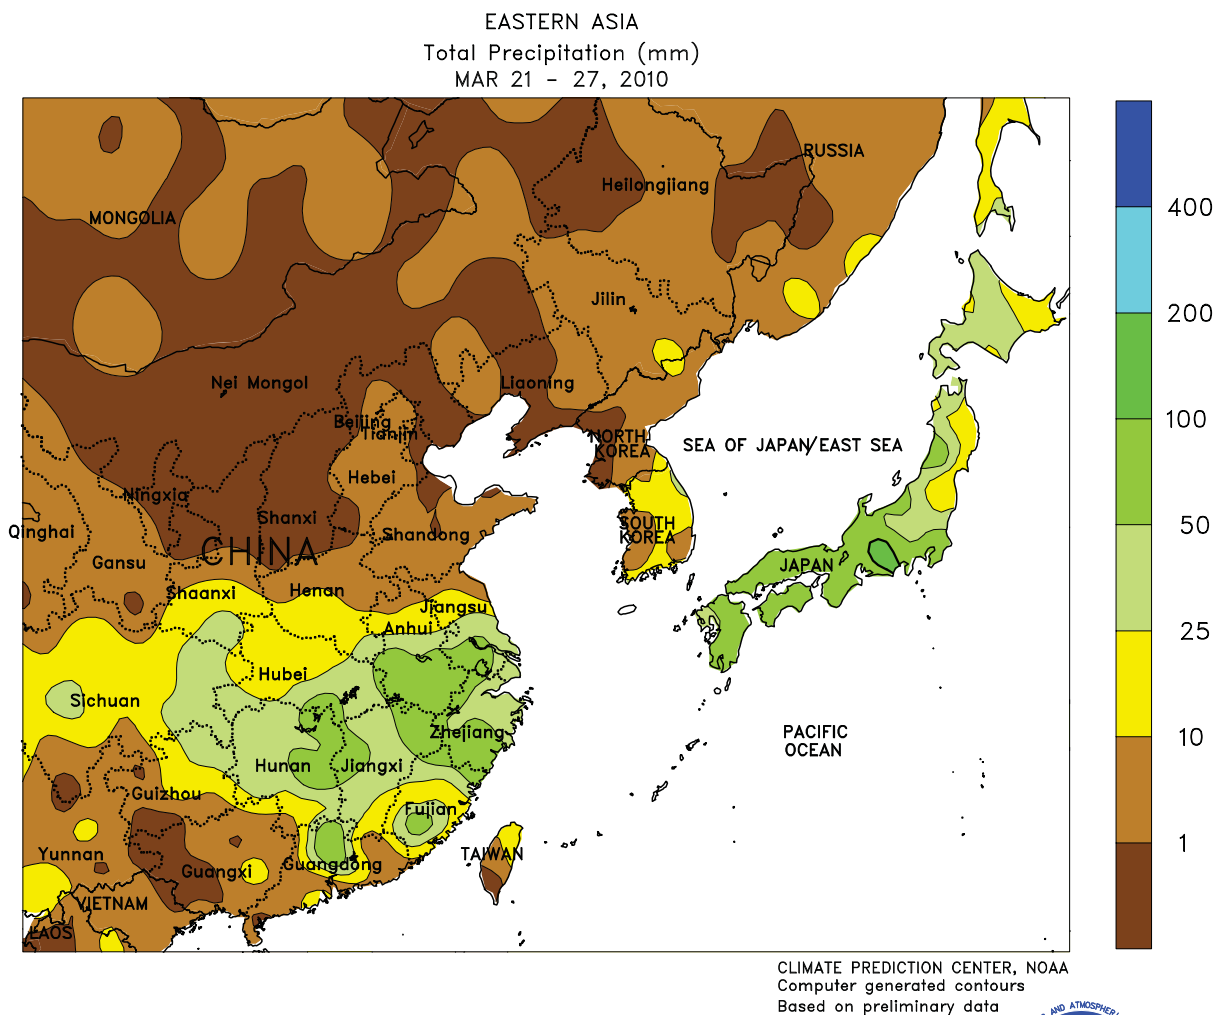 EASTERN ASIA
Total Precipitation (mm)
MAR 21 - 27, 2010
RUSSIA
Heilongjiang
MONGOLIA
400
Jilin
200
Nei Mongol
Liaoning
100
Beijing
Tianjin
NORTH
KOREA
SEA OF JAPAN/EAST SEA
Hebei
Ningxia
Shanxi
50
Qinghai
Shandong
SOUTH
KOREA
CHINA
Gansu
JAPAN
Shaanxi
Henan
Jiangsu
Anhui
25
Hubei
Sichuan
Zhejiang
PACIFIC
OCEAN
10
Hunan
Jiangxi
Guizhou
Fujian
1
Yunnan
Guangxi
Guangdong
TAIWAN
VIETNAM
LAOS
CLIMATE PREDICTION CENTER, NOAA
Computer generated contours
Based on preliminary data
AND ATMOSPHERI